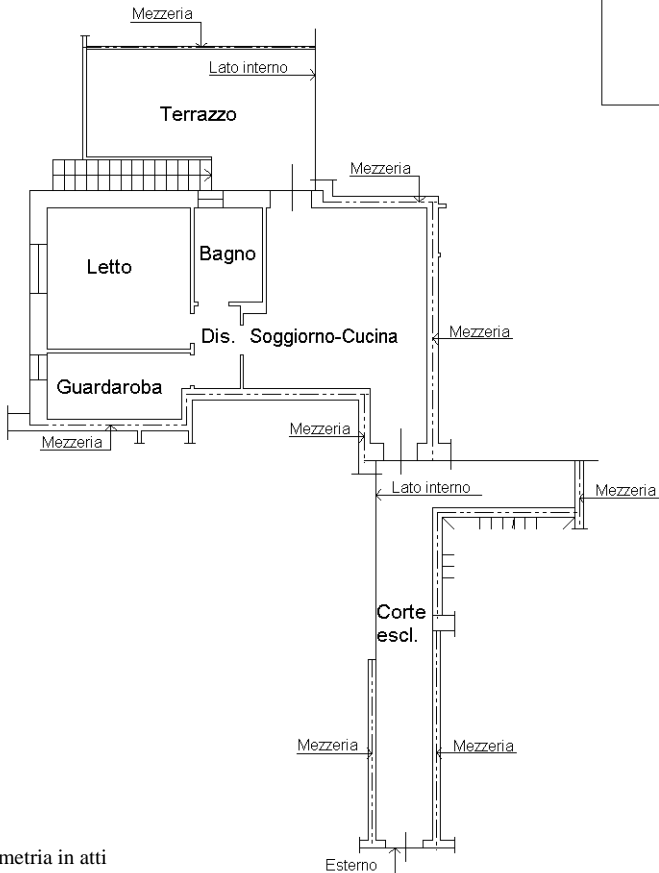 Mezzeria
Lato interno
Terrazzo
Mezzeria
Bagno
Letto
Mezzeria
Dis.
Soggiorno-Cucina
Guardaroba
Mezzeria
Mezzeria
Lato interno
Mezzeria
Corte
escl.
Mezzeria
Mezzeria
metria in atti
Esterno